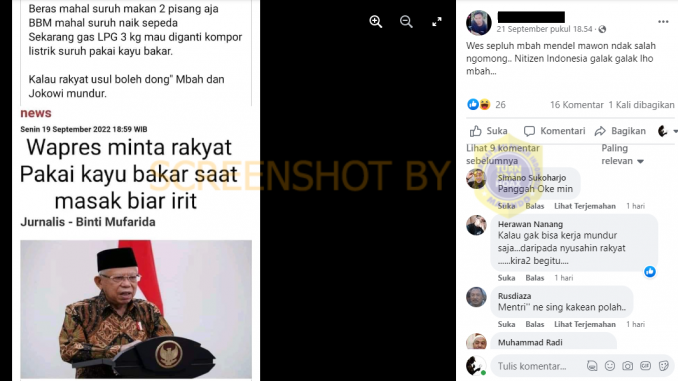 Beras mahal suruh makan 2 pisang aja
BBM mahal suruh naik sepeda
Sekarang gas LPG 3 kg mau diganti kompor
listrik suruh pakai kayu bakar.
Kalau rakyat usul boleh dong" Mbah dan
Jokowi mundur.
news
Senin 19 September 2022 18:59 WIB
Wapres minta rakyat
Pakai kayu bakar saat
masak biar irit
Jurnalis - Binti Mufarida
SCREENSHOT BY
21 September pukul 18.54
Wes sepluh mbah mendel mawon ndak salah
ngomong.. Nitizen Indonesia galak galak lho
mbah...
26
16 Komentar 1 Kali dibagikan
Suka Komentari Bagikan
Lihat 9 komentar
sebelumnya
Paling
relevan
SImano Sukoharjo
Panggah Oke min
Suka Balas Lihat Terjemahan 1 hari
Herawan Nanang
Kalau gak bisa kerja mundur
saja...daripada nyusahin rakyat
......kira2 begitu....
Suka Balas 1 hari
Rusdiaza
Mentri'' ne sing kakean polah..
Suka Balas Lihat Terjemahan 1 hari
Muhammad Radi
Tulis komentar...